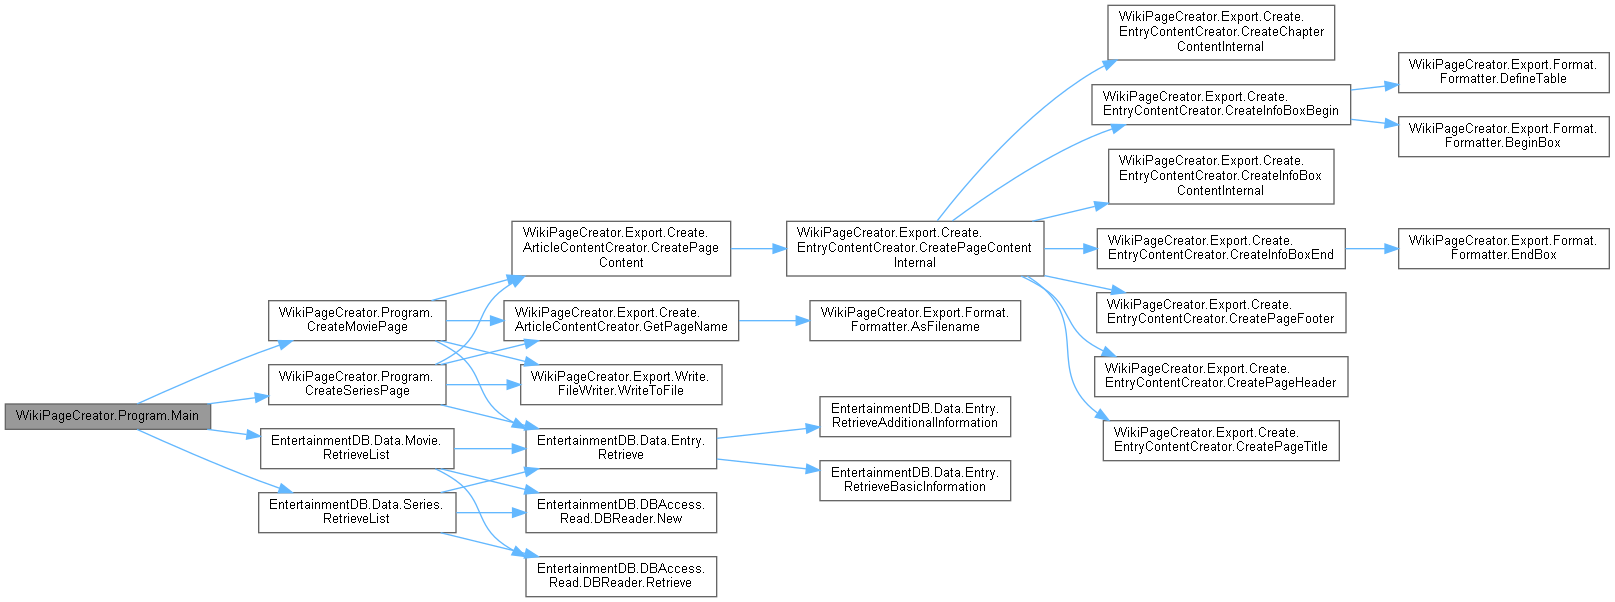 WikiPageCreator.Program.Main
WikiPageCreator.Program.
CreateMoviePage
WikiPageCreator.Program.
CreateSeriesPage
EntertainmentDB.Data.Movie.
RetrieveList
EntertainmentDB.Data.Series.
RetrieveList
WikiPageCreator.Export.Create.
ArticleContentCreator.CreatePage
Content
WikiPageCreator.Export.Create.
ArticleContentCreator.GetPageName
WikiPageCreator.Export.Write.
FileWriter.WriteToFile
EntertainmentDB.Data.Entry.
Retrieve
EntertainmentDB.DBAccess.
Read.DBReader.New
EntertainmentDB.DBAccess.
Read.DBReader.Retrieve
WikiPageCreator.Export.Create.
EntryContentCreator.CreatePageContent
Internal
WikiPageCreator.Export.Format.
Formatter.AsFilename
EntertainmentDB.Data.Entry.
RetrieveAdditionalInformation
EntertainmentDB.Data.Entry.
RetrieveBasicInformation
WikiPageCreator.Export.Create.
EntryContentCreator.CreateChapter
ContentInternal
WikiPageCreator.Export.Create.
EntryContentCreator.CreateInfoBoxBegin
WikiPageCreator.Export.Create.
EntryContentCreator.CreateInfoBox
ContentInternal
WikiPageCreator.Export.Create.
EntryContentCreator.CreateInfoBoxEnd
WikiPageCreator.Export.Create.
EntryContentCreator.CreatePageFooter
WikiPageCreator.Export.Create.
EntryContentCreator.CreatePageHeader
WikiPageCreator.Export.Create.
EntryContentCreator.CreatePageTitle
WikiPageCreator.Export.Format.
Formatter.DefineTable
WikiPageCreator.Export.Format.
Formatter.BeginBox
WikiPageCreator.Export.Format.
Formatter.EndBox